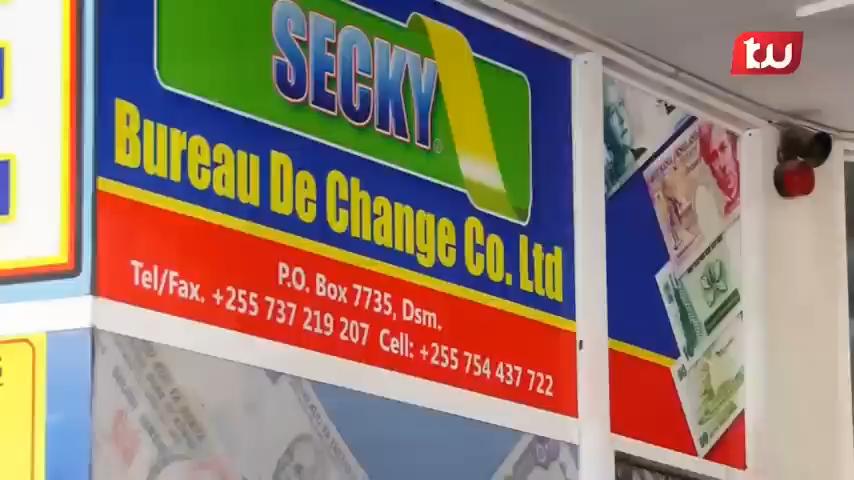 tw
SECKY
Bureau De Change Co. Ltd
P.O. Box 7735, Dsm.
Tel/Fax. +255 737 219 207 Cell: +255 754 437 722